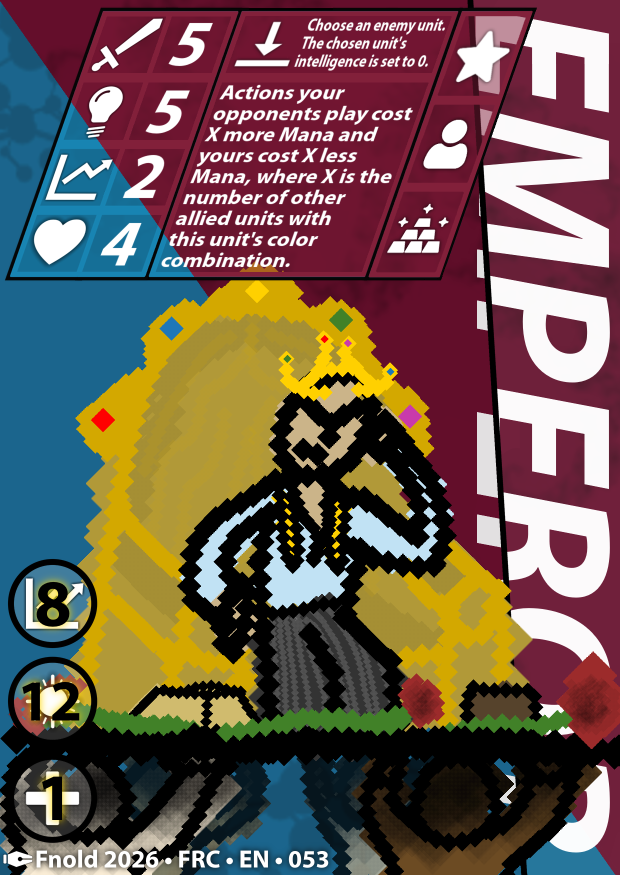 5
5
2
4
Choose an enemy unit.
The chosen unit's
intelligence is set to 0.
Actions your
opponents play cost
X more Mana and
yours cost X less
Mana, where X is the
number of other
allied units with
this unit's color
combination.
EMPEROR
8
12
1
Fnold 2026 • FRC • EN • 053